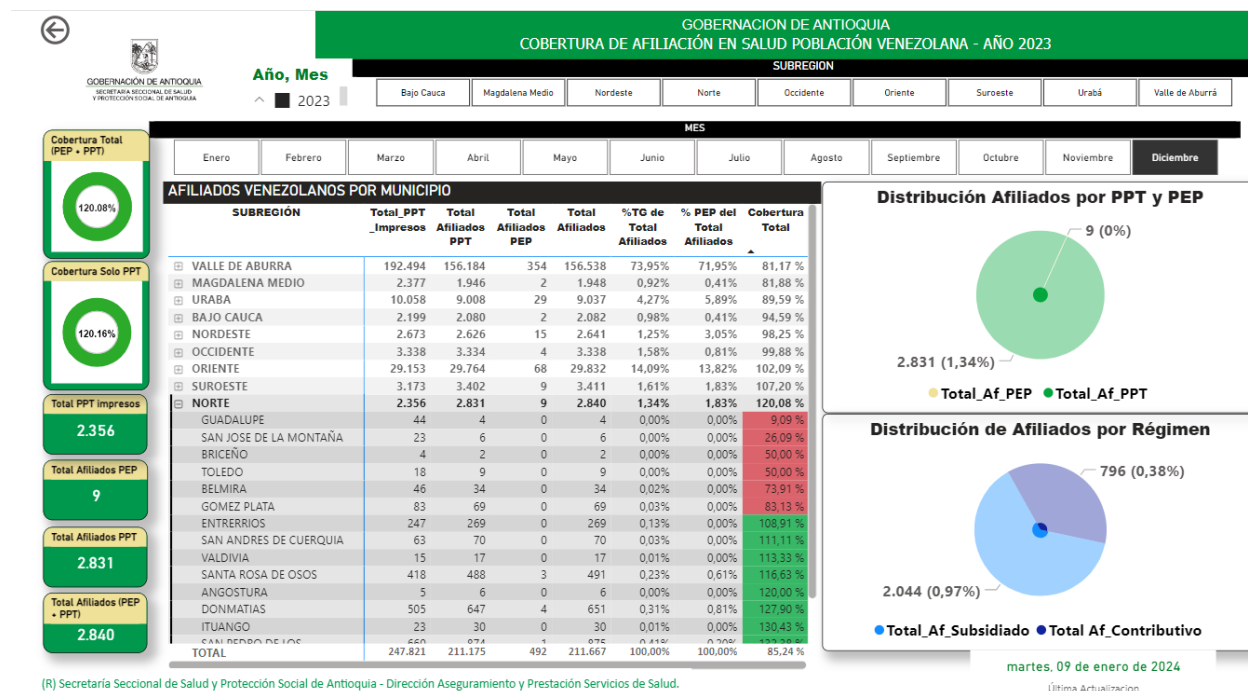 GOBERNACION DE ANTIOQUIA
COBERTURA DE AFILIACIÓN EN SALUD POBLACIÓN VENEZOLANA - AÑO 2023
GOBERNACIÓN DE ANTIOQUIA
SECRETARÍA SECCIONAL DE SALUD
Y PROTECCIÓN SOCIAL DE ANTIOQUIA
Año, Mes
2023
SUBREGION
Bajo Cauca Magdalena Medio Nordeste Norte Occidente Oriente Suroeste Urabá Valle de Aburrá
MES
Enero Febrero Marzo Abril Mayo Junio Julio Agosto Septiembre Octubre Noviembre Diciembre
Cobertura Total
(PEP + PPT)
120.08%
Cobertura Solo PPT
120.16%
Total PPT impresos
2.356
Total Afiliados PEP
9
Total Afiliados PPT
2.831
Total Afiliados (PEP
+ PPT)
2.840
AFILIADOS VENEZOLANOS POR MUNICIPIO
SUBREGIÓN Total_PPT Total Total Total %TG de % PEP del Cobertura
_Impresos Afiliados Afiliados Afiliados Total Total Total
PPT PEP Afiliados Afiliados
VALLE DE ABURRA 192.494 156.184 354 156.538 73,95% 71,95% 81,17 %
MAGDALENA MEDIO 2.377 1.946 2 1.948 0,92% 0,41% 81,88 %
URABA 10.058 9.008 29 9.037 4,27% 5,89% 89,59 %
BAJO CAUCA 2.199 2.080 2 2.082 0,98% 0,41% 94,59 %
NORDESTE 2.673 2.626 15 2.641 1,25% 3,05% 98,25 %
OCCIDENTE 3.338 3.334 4 3.338 1,58% 0,81% 99,88 %
ORIENTE 29.153 29.764 68 29.832 14,09% 13,82% 102,09 %
SUROESTE 3.173 3.402 9 3.411 1,61% 1,83% 107,20 %
NORTE 2.356 2.831 9 2.840 1,34% 1,83% 120,08 %
GUADALUPE 44 4 0 4 0,00% 0,00% 9,09 %
SAN JOSE DE LA MONTAÑA 23 6 0 6 0,00% 0,00% 26,09 %
BRICEÑO 4 2 0 2 0,00% 0,00% 50,00 %
TOLEDO 18 9 0 9 0,00% 0,00% 50,00 %
BELMIRA 46 34 0 34 0,02% 0,00% 73,91 %
GOMEZ PLATA 83 69 0 69 0,03% 0,00% 83,13 %
ENTRERRIOS 247 269 0 269 0,13% 0,00% 108,91 %
SAN ANDRES DE CUERQUIA 63 70 0 70 0,03% 0,00% 111,11 %
VALDIVIA 15 17 0 17 0,01% 0,00% 113,33 %
SANTA ROSA DE OSOS 418 488 3 491 0,23% 0,61% 116,63 %
ANGOSTURA 5 6 0 6 0,00% 0,00% 120,00 %
DONMATIAS 505 647 4 651 0,31% 0,81% 127,90 %
ITUANGO 23 30 0 30 0,01% 0,00% 130,43 %
SAN PEDRO DE LOS 660 874 1 875 0,41% 0,20%
TOTAL 247.821 211.175 492 211.667 100,00% 100,00% 85,24 %
Distribución Afiliados por PPT y PEP
9 (0%)
2.831 (1,34%)
Total_Af_PEP Total_Af_PPT
Distribución de Afiliados por Régimen
796 (0,38%)
2.044 (0,97%)
Total_Af_Subsidiado Total Af_Contributivo
martes, 09 de enero de 2024
Última Actualizacion
(R) Secretaría Seccional de Salud y Protección Social de Antioquia - Dirección Aseguramiento y Prestación Servicios de Salud.